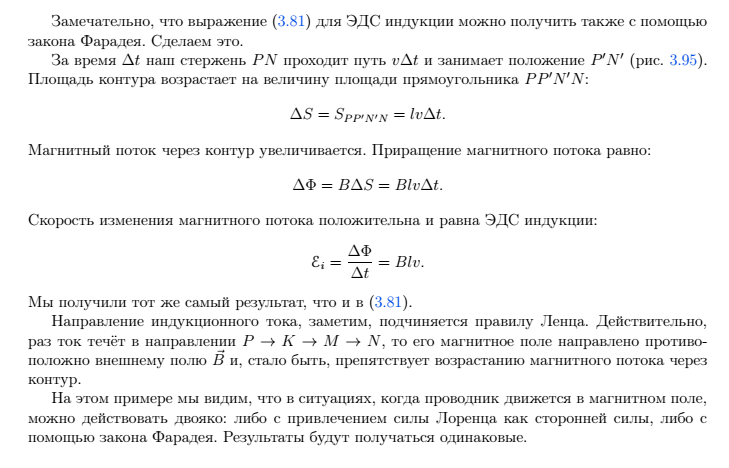 Замечательно, что выражение (3.81) для ЭДС индукции можно получить также с помощью
закона Фарадея. Сделаем это.
За время Δt наш стержень PN проходит путь vΔt и занимает положение P′N′ (рис. 3.95).
Площадь контура возрастает на величину площади прямоугольника PP′N′N:
ΔS = S_{PP′N′N} = lvΔt.
Магнитный поток через контур увеличивается. Приращение магнитного потока равно:
ΔΦ = BΔS = BlvΔt.
Скорость изменения магнитного потока положительна и равна ЭДС индукции:
ℰ_i = ΔΦ/Δt = Blv.
Мы получили тот же самый результат, что и в (3.81).
Направление индукционного тока, заметим, подчиняется правилу Ленца. Действительно,
раз ток течёт в направлении P → K → M → N, то его магнитное поле направлено противо-
положно внешнему полю B⃗ и, стало быть, препятствует возрастанию магнитного потока через
контур.
На этом примере мы видим, что в ситуациях, когда проводник движется в магнитном поле,
можно действовать двояко: либо с привлечением силы Лоренца как сторонней силы, либо с
помощью закона Фарадея. Результаты будут получаться одинаковые.